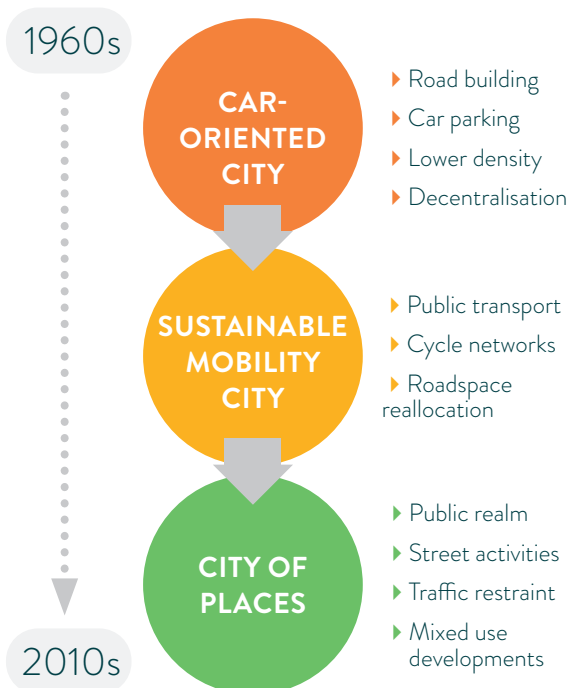 1960s
CAR-
ORIENTED
CITY
Road building
Car parking
Lower density
Decentralisation
SUSTAINABLE
MOBILITY
CITY
Public transport
Cycle networks
Roadspace
reallocation
CITY OF
PLACES
Public realm
Street activities
Traffic restraint
Mixed use
developments
2010s